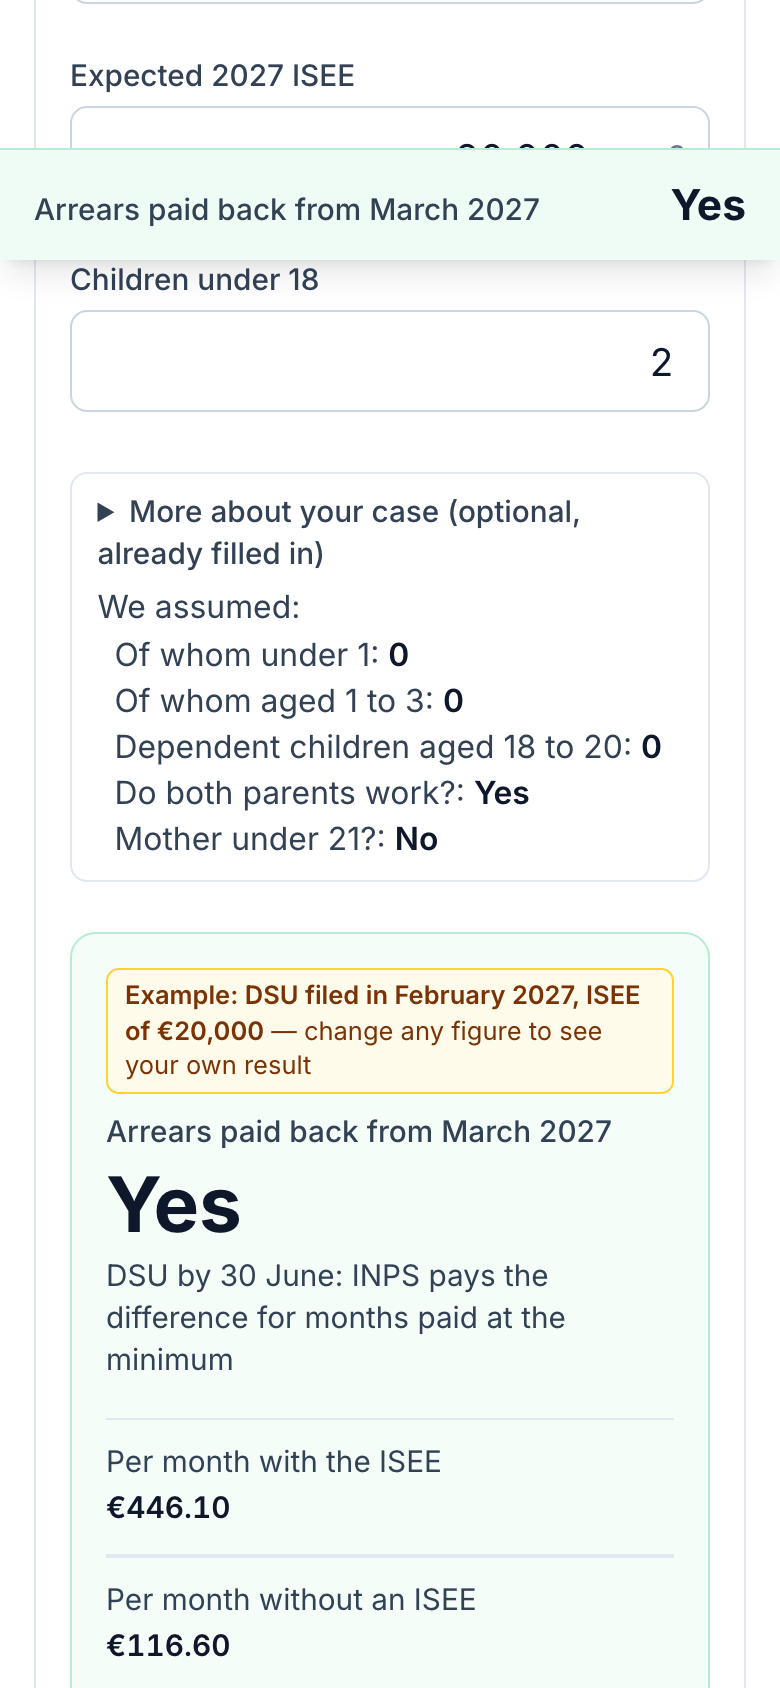 Expected 2027 ISEE
Arrears paid back from March 2027
Yes
Children under 18
2
▶ More about your case (optional,
already filled in)
We assumed:
Of whom under 1: 0
Of whom aged 1 to 3: 0
Dependent children aged 18 to 20: 0
Do both parents work?: Yes
Mother under 21?: No
Example: DSU filed in February 2027, ISEE
of €20,000 — change any figure to see
your own result
Arrears paid back from March 2027
Yes
DSU by 30 June: INPS pays the
difference for months paid at the
minimum
Per month with the ISEE
€446.10
Per month without an ISEE
€116.60